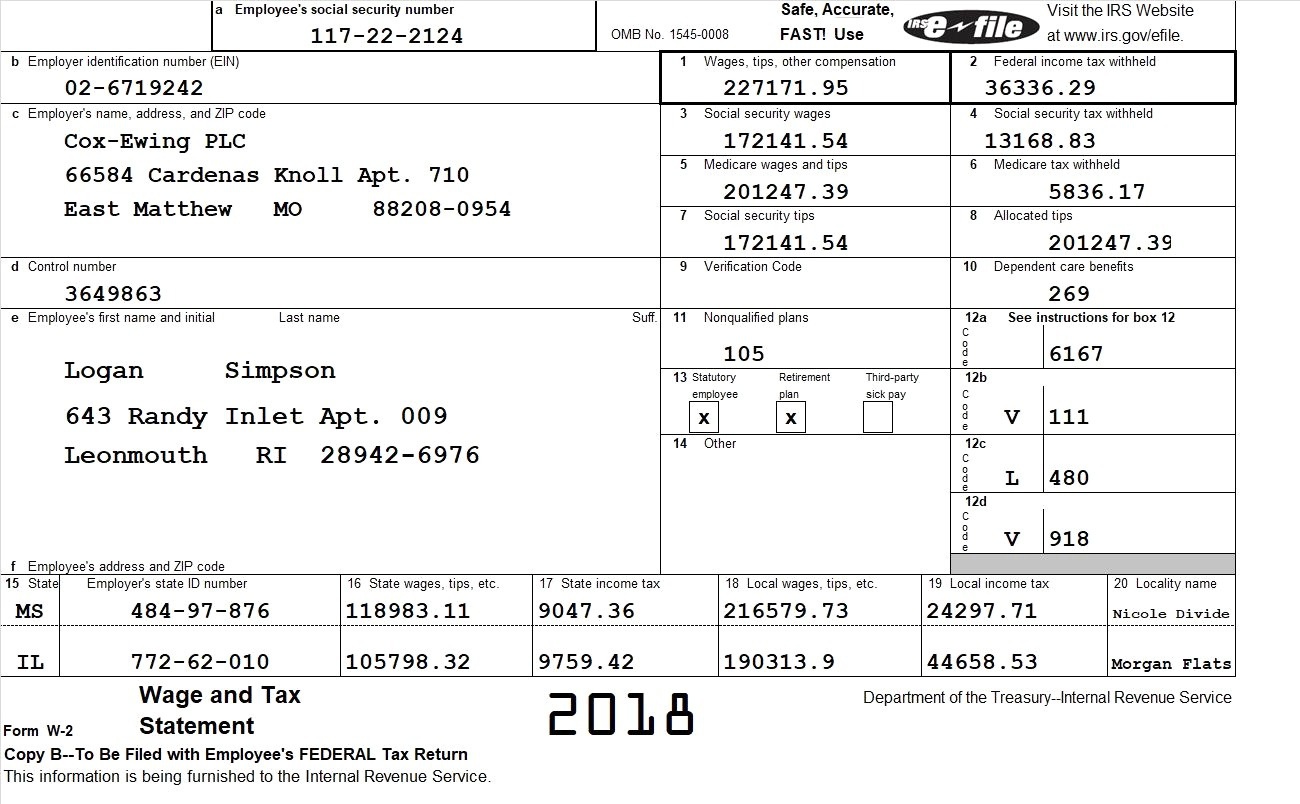 a Employee's social security number
117-22-2124
OMB No. 1545-0008
Safe, Accurate,
FAST! Use
IRS e-file
Visit the IRS Website
at www.irs.gov/efile.
b Employer identification number (EIN)
02-6719242
1 Wages, tips, other compensation
227171.95
2 Federal income tax withheld
36336.29
c Employer's name, address, and ZIP code
Cox-Ewing PLC
66584 Cardenas Knoll Apt. 710
East Matthew MO 88208-0954
3 Social security wages
172141.54
4 Social security tax withheld
13168.83
5 Medicare wages and tips
201247.39
6 Medicare tax withheld
5836.17
7 Social security tips
172141.54
8 Allocated tips
201247.39
d Control number
3649863
9 Verification Code
10 Dependent care benefits
269
e Employee's first name and initial Last name Suff.
Logan Simpson
643 Randy Inlet Apt. 009
Leonmouth RI 28942-6976
11 Nonqualified plans
105
12a See instructions for box 12
Code
6167
13 Statutory employee
x
Retirement plan
x
Third-party sick pay
12b
Code
V 111
14 Other
12c
Code
L 480
12d
Code
V 918
f Employee's address and ZIP code
15 State Employer's state ID number 16 State wages, tips, etc. 17 State income tax 18 Local wages, tips, etc. 19 Local income tax 20 Locality name
MS 484-97-876 118983.11 9047.36 216579.73 24297.71 Nicole Divide
IL 772-62-010 105798.32 9759.42 190313.9 44658.53 Morgan Flats
Form W-2
Wage and Tax
Statement
2018
Department of the Treasury--Internal Revenue Service
Copy B--To Be Filed with Employee's FEDERAL Tax Return
This information is being furnished to the Internal Revenue Service.